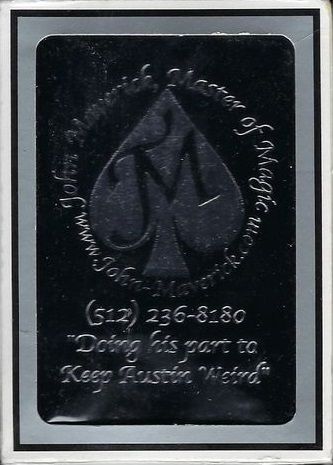 John Maverick, Master of Magic
JM
www.John-Maverick.com
(512) 236-8180
"Doing his part to
Keep Austin Weird"